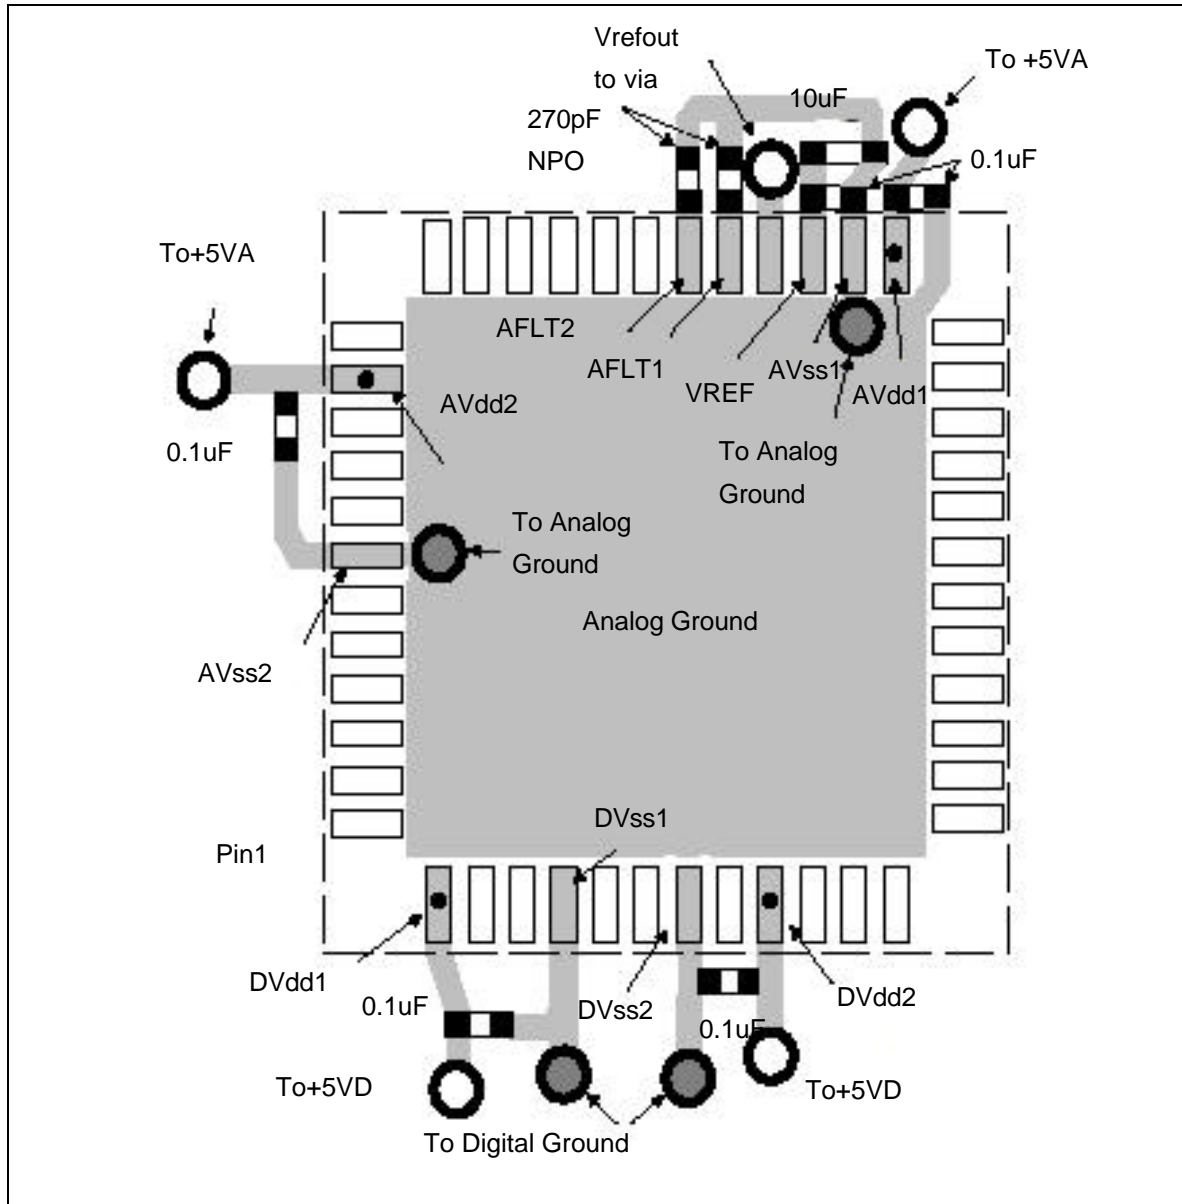 Vrefout
to via
To +5VA
10uF
270pF
NPO
0.1uF
To+5VA
AFLT2
AFLT1
VREF
AVss1
AVdd1
AVdd2
0.1uF
To Analog
Ground
To Analog
Ground
Analog Ground
AVss2
DVss1
Pin1
DVdd1
0.1uF
DVss2
DVdd2
0.1uF
To+5VD
To+5VD
To Digital Ground